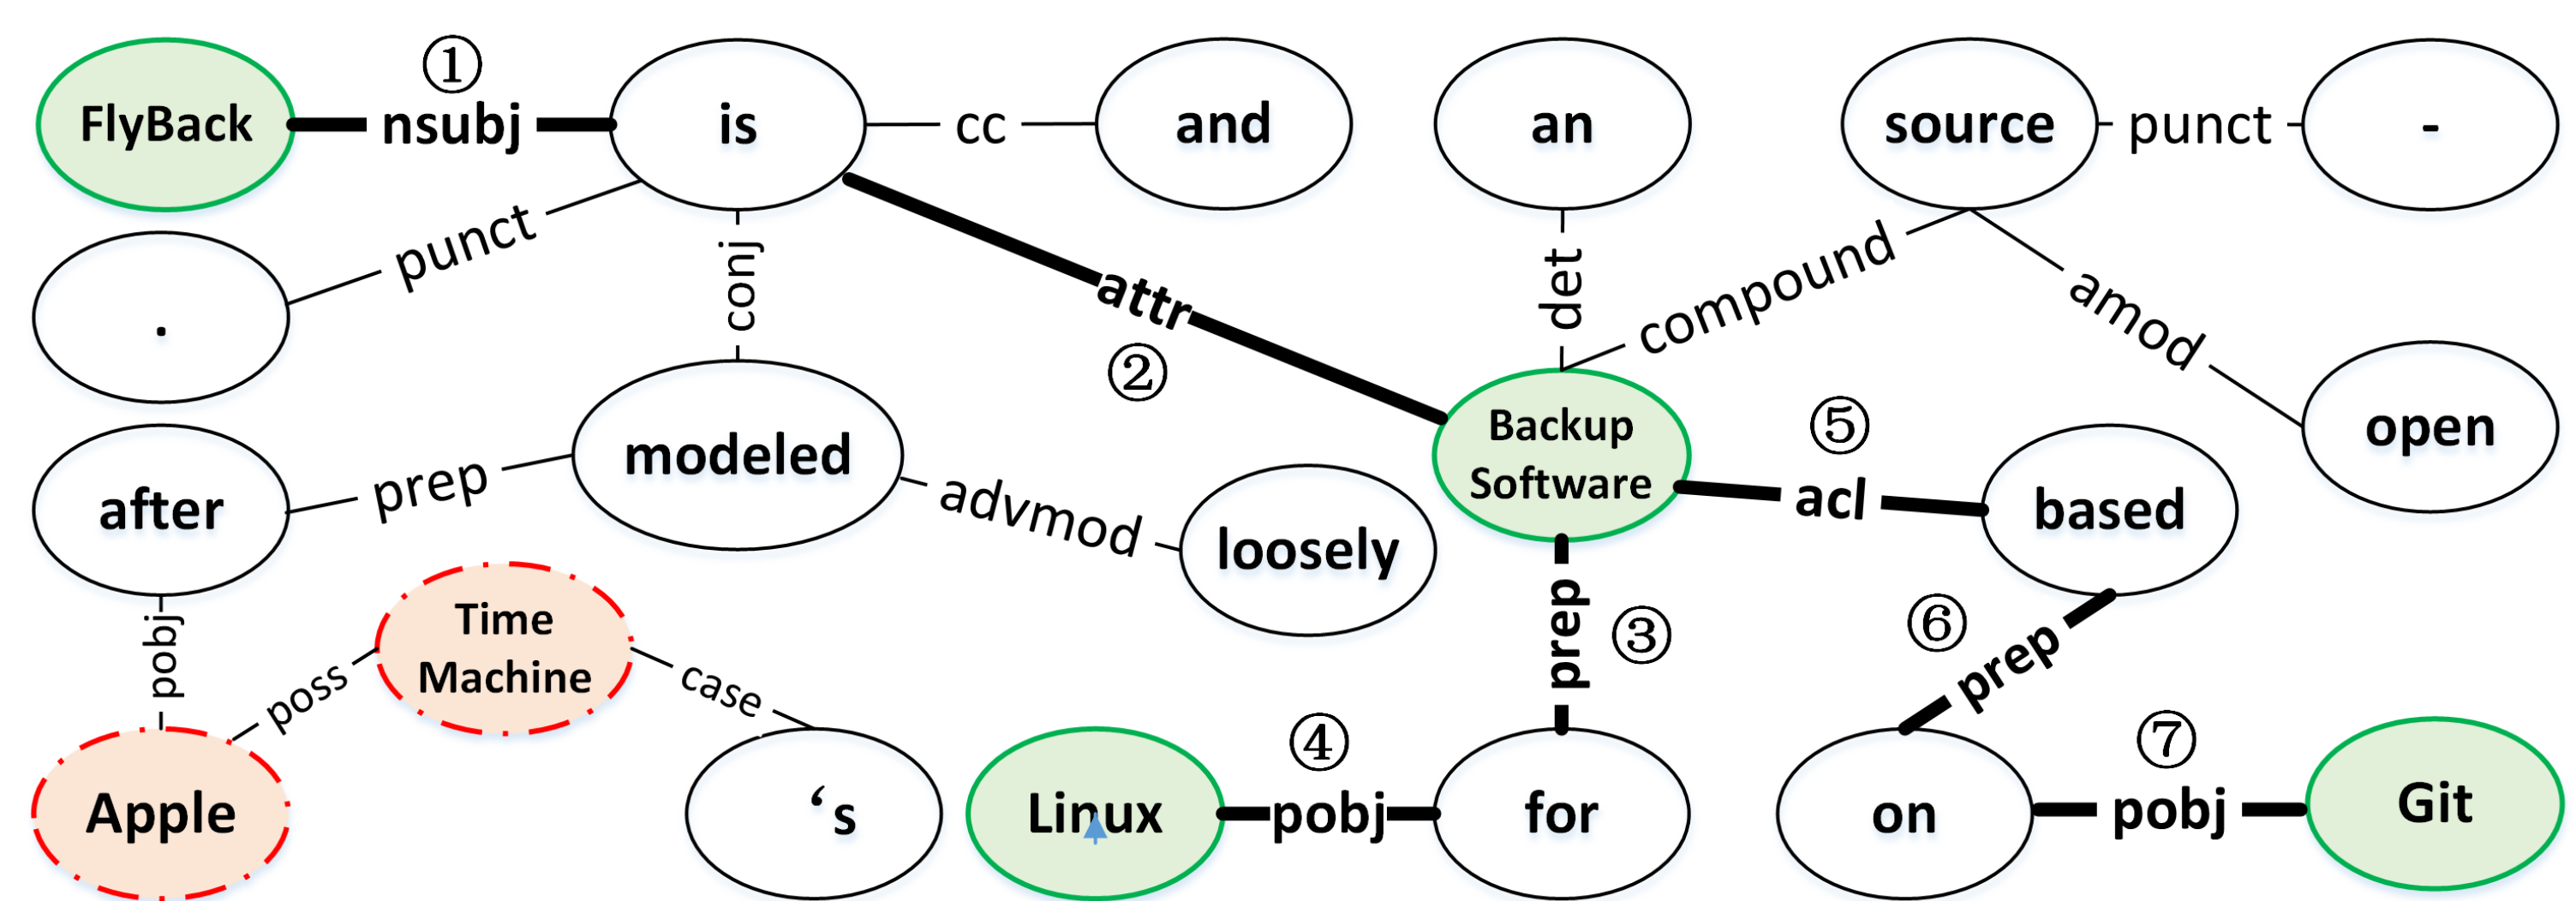 ①
FlyBack nsubj is cc and an source punct -
punct
.
conj
attr
②
det
compound
amod
open
modeled
Backup
Software
⑤
acl
based
after
prep
advmod
loosely
Time
Machine
prep
③
⑥
prep
pobj
poss
case
Apple
‘s
Linux
④
pobj
for
on
⑦
pobj
Git